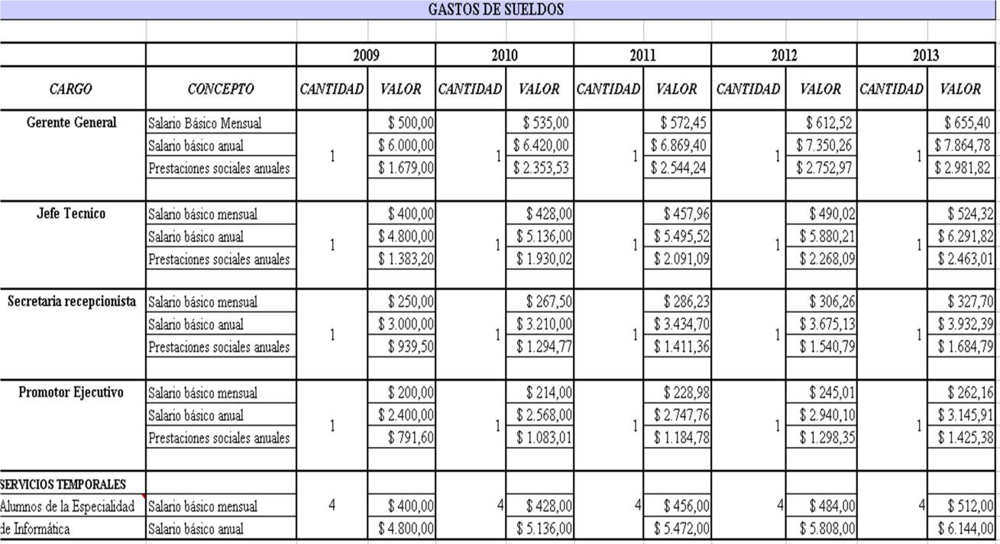 GASTOS DE SUELDOS
2009 2010 2011 2012 2013
CARGO CONCEPTO CANTIDAD VALOR CANTIDAD VALOR CANTIDAD VALOR CANTIDAD VALOR CANTIDAD VALOR
Gerente General Salario Básico Mensual $ 500,00 $ 535,00 $ 572,45 $ 612,52 $ 655,40
Salario básico anual 1 $ 6.000,00 1 $ 6.420,00 1 $ 6.869,40 1 $ 7.350,26 1 $ 7.864,78
Prestaciones sociales anuales $ 1.679,00 $ 2.353,53 $ 2.544,24 $ 2.752,97 $ 2.981,82
Jefe Tecnico Salario básico mensual $ 400,00 $ 428,00 $ 457,96 $ 490,02 $ 524,32
Salario básico anual 1 $ 4.800,00 1 $ 5.136,00 1 $ 5.495,52 1 $ 5.880,21 1 $ 6.291,82
Prestaciones sociales anuales $ 1.383,20 $ 1.930,02 $ 2.091,09 $ 2.268,09 $ 2.463,01
Secretaria recepcionista Salario básico mensual $ 250,00 $ 267,50 $ 286,23 $ 306,26 $ 327,70
Salario básico anual 1 $ 3.000,00 1 $ 3.210,00 1 $ 3.434,70 1 $ 3.675,13 1 $ 3.932,39
Prestaciones sociales anuales $ 939,50 $ 1.294,77 $ 1.411,36 $ 1.540,79 $ 1.684,79
Promotor Ejecutivo Salario básico mensual $ 200,00 $ 214,00 $ 228,98 $ 245,01 $ 262,16
Salario básico anual 1 $ 2.400,00 1 $ 2.568,00 1 $ 2.747,76 1 $ 2.940,10 1 $ 3.145,91
Prestaciones sociales anuales $ 791,60 $ 1.083,01 $ 1.184,78 $ 1.298,35 $ 1.425,38
SERVICIOS TEMPORALES
Alumnos de la Especialidad Salario básico mensual 4 $ 400,00 4 $ 428,00 4 $ 456,00 4 $ 484,00 4 $ 512,00
de Informática Salario básico anual $ 4.800,00 $ 5.136,00 $ 5.472,00 $ 5.808,00 $ 6.144,00